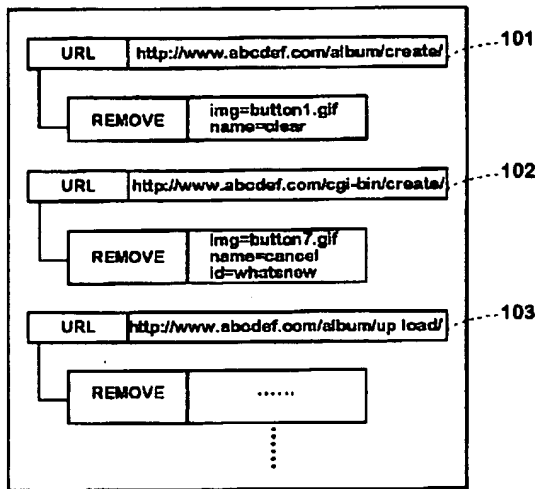 URL http://www.abcdef.com/album/create/ 101
REMOVE img=button1.gif
name=clear
URL http://www.abcdef.com/cgi-bin/create/ 102
REMOVE img=button7.gif
name=cancel
id=whatsnow
URL http://www.abcdef.com/album/up load/ 103
REMOVE ......